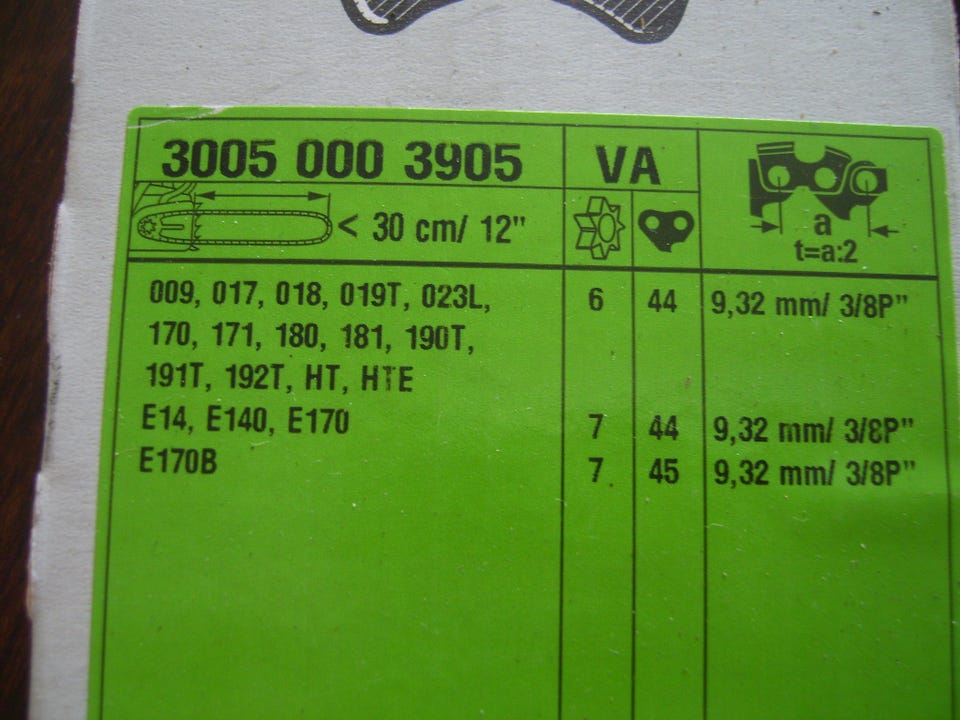 3005 000 3905 VA
< 30 cm/ 12"
a
t=a:2
009, 017, 018, 019T, 023L, 6 44 9,32 mm/ 3/8P"
170, 171, 180, 181, 190T,
191T, 192T, HT, HTE
E14, E140, E170 7 44 9,32 mm/ 3/8P"
E170B 7 45 9,32 mm/ 3/8P"